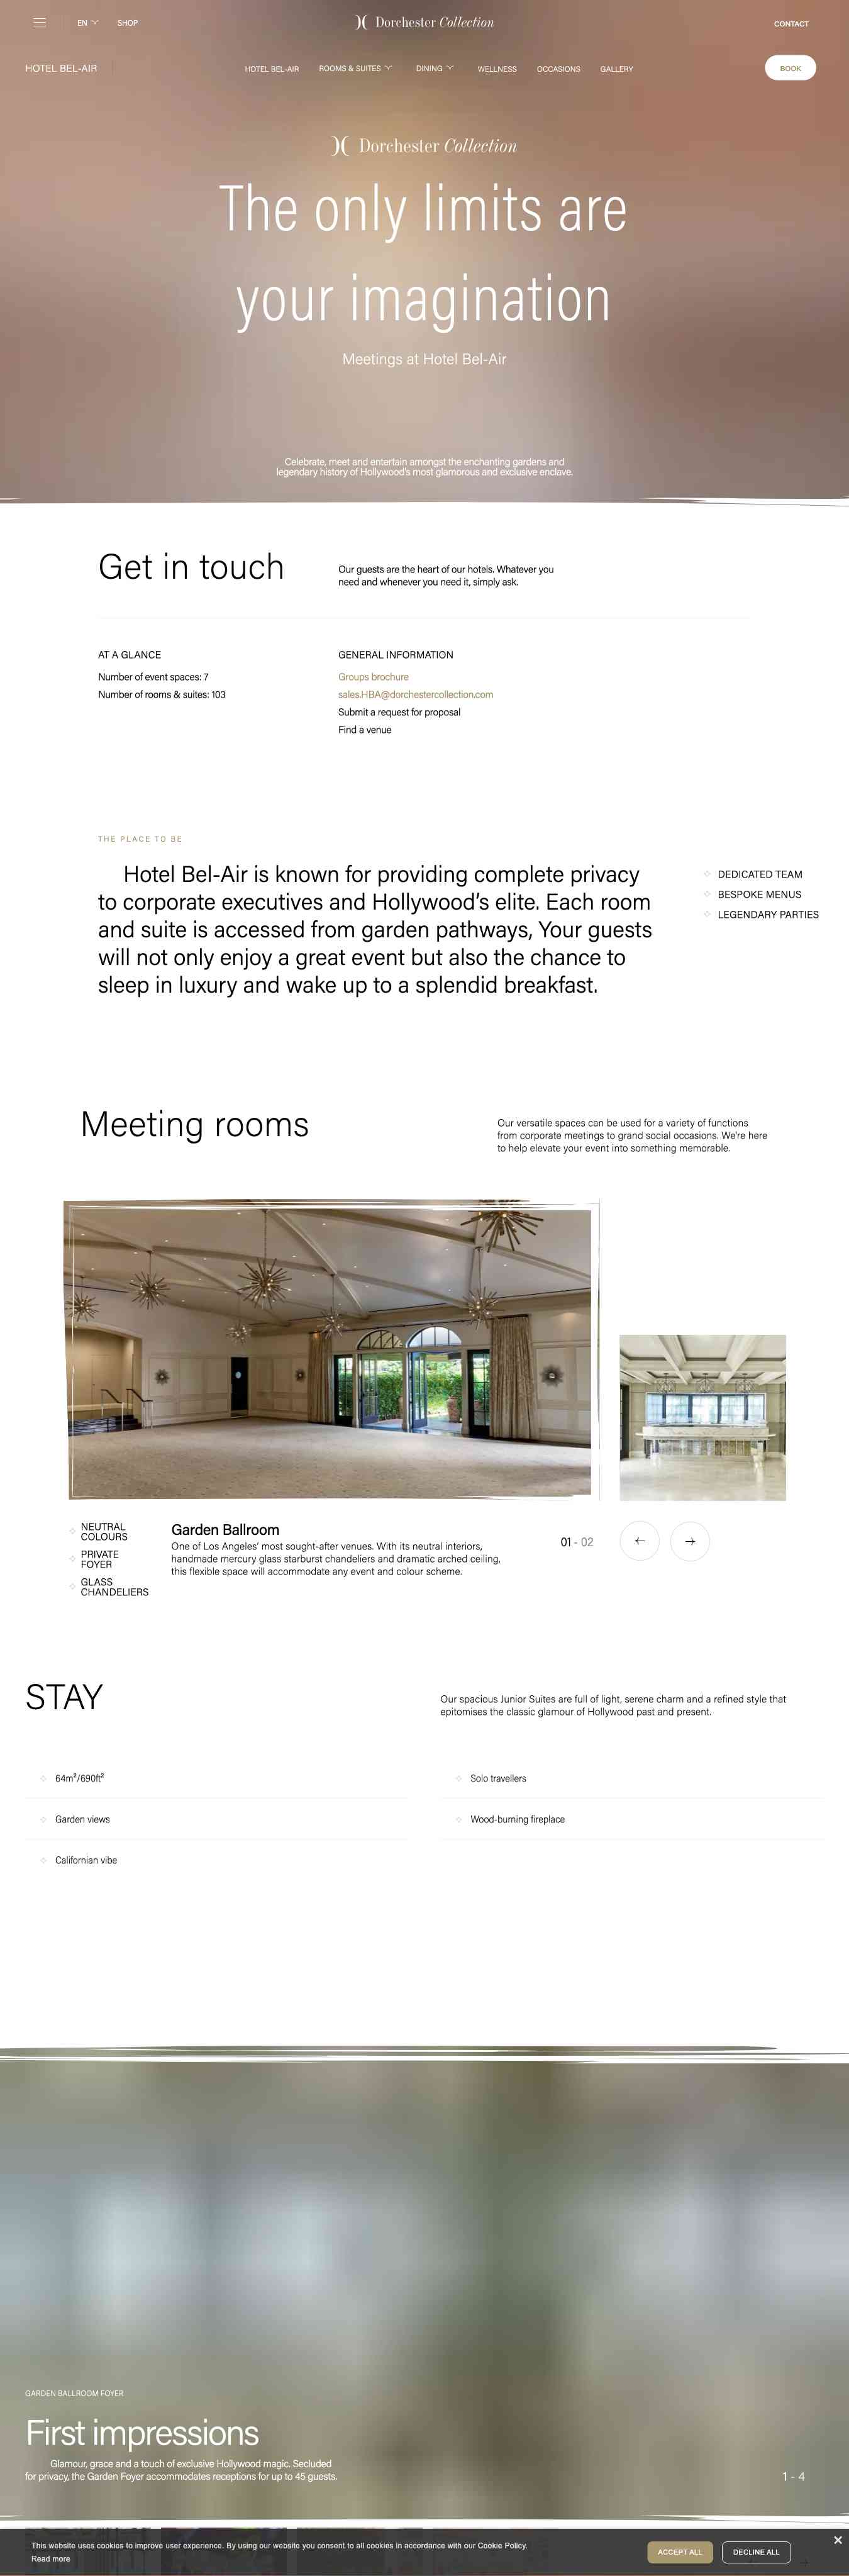 EN
SHOP
Dorchester Collection
CONTACT
HOTEL BEL-AIR
HOTEL BEL-AIR
ROOMS & SUITES
DINING
WELLNESS
OCCASIONS
GALLERY
BOOK
Dorchester Collection
The only limits are
your imagination
Meetings at Hotel Bel-Air
Celebrate, meet and entertain amongst the enchanting gardens and
legendary history of Hollywood's most glamorous and exclusive enclave.
Get in touch
Our guests are the heart of our hotels. Whatever you
need and whenever you need it, simply ask.
AT A GLANCE
Number of event spaces: 7
Number of rooms & suites: 103
GENERAL INFORMATION
Groups brochure
sales.HBA@dorchestercollection.com
Submit a request for proposal
Find a venue
THE PLACE TO BE
Hotel Bel-Air is known for providing complete privacy
to corporate executives and Hollywood's elite. Each room
and suite is accessed from garden pathways, Your guests
will not only enjoy a great event but also the chance to
sleep in luxury and wake up to a splendid breakfast.
DEDICATED TEAM
BESPOKE MENUS
LEGENDARY PARTIES
Meeting rooms
Our versatile spaces can be used for a variety of functions
from corporate meetings to grand social occasions. We're here
to help elevate your event into something memorable.
NEUTRAL
COLOURS
PRIVATE
FOYER
GLASS
CHANDELIERS
Garden Ballroom
One of Los Angeles' most sought-after venues. With its neutral interiors,
handmade mercury glass starburst chandeliers and dramatic arched ceiling,
this flexible space will accommodate any event and colour scheme.
01 - 02
STAY
Our spacious Junior Suites are full of light, serene charm and a refined style that
epitomises the classic glamour of Hollywood past and present.
64m²/690ft²
Solo travellers
Garden views
Wood-burning fireplace
Californian vibe
GARDEN BALLROOM FOYER
First impressions
Glamour, grace and a touch of exclusive Hollywood magic. Secluded
for privacy, the Garden Foyer accommodates receptions for up to 45 guests.
1 - 4
This website uses cookies to improve user experience. By using our website you consent to all cookies in accordance with our Cookie Policy.
Read more
ACCEPT ALL
DECLINE ALL